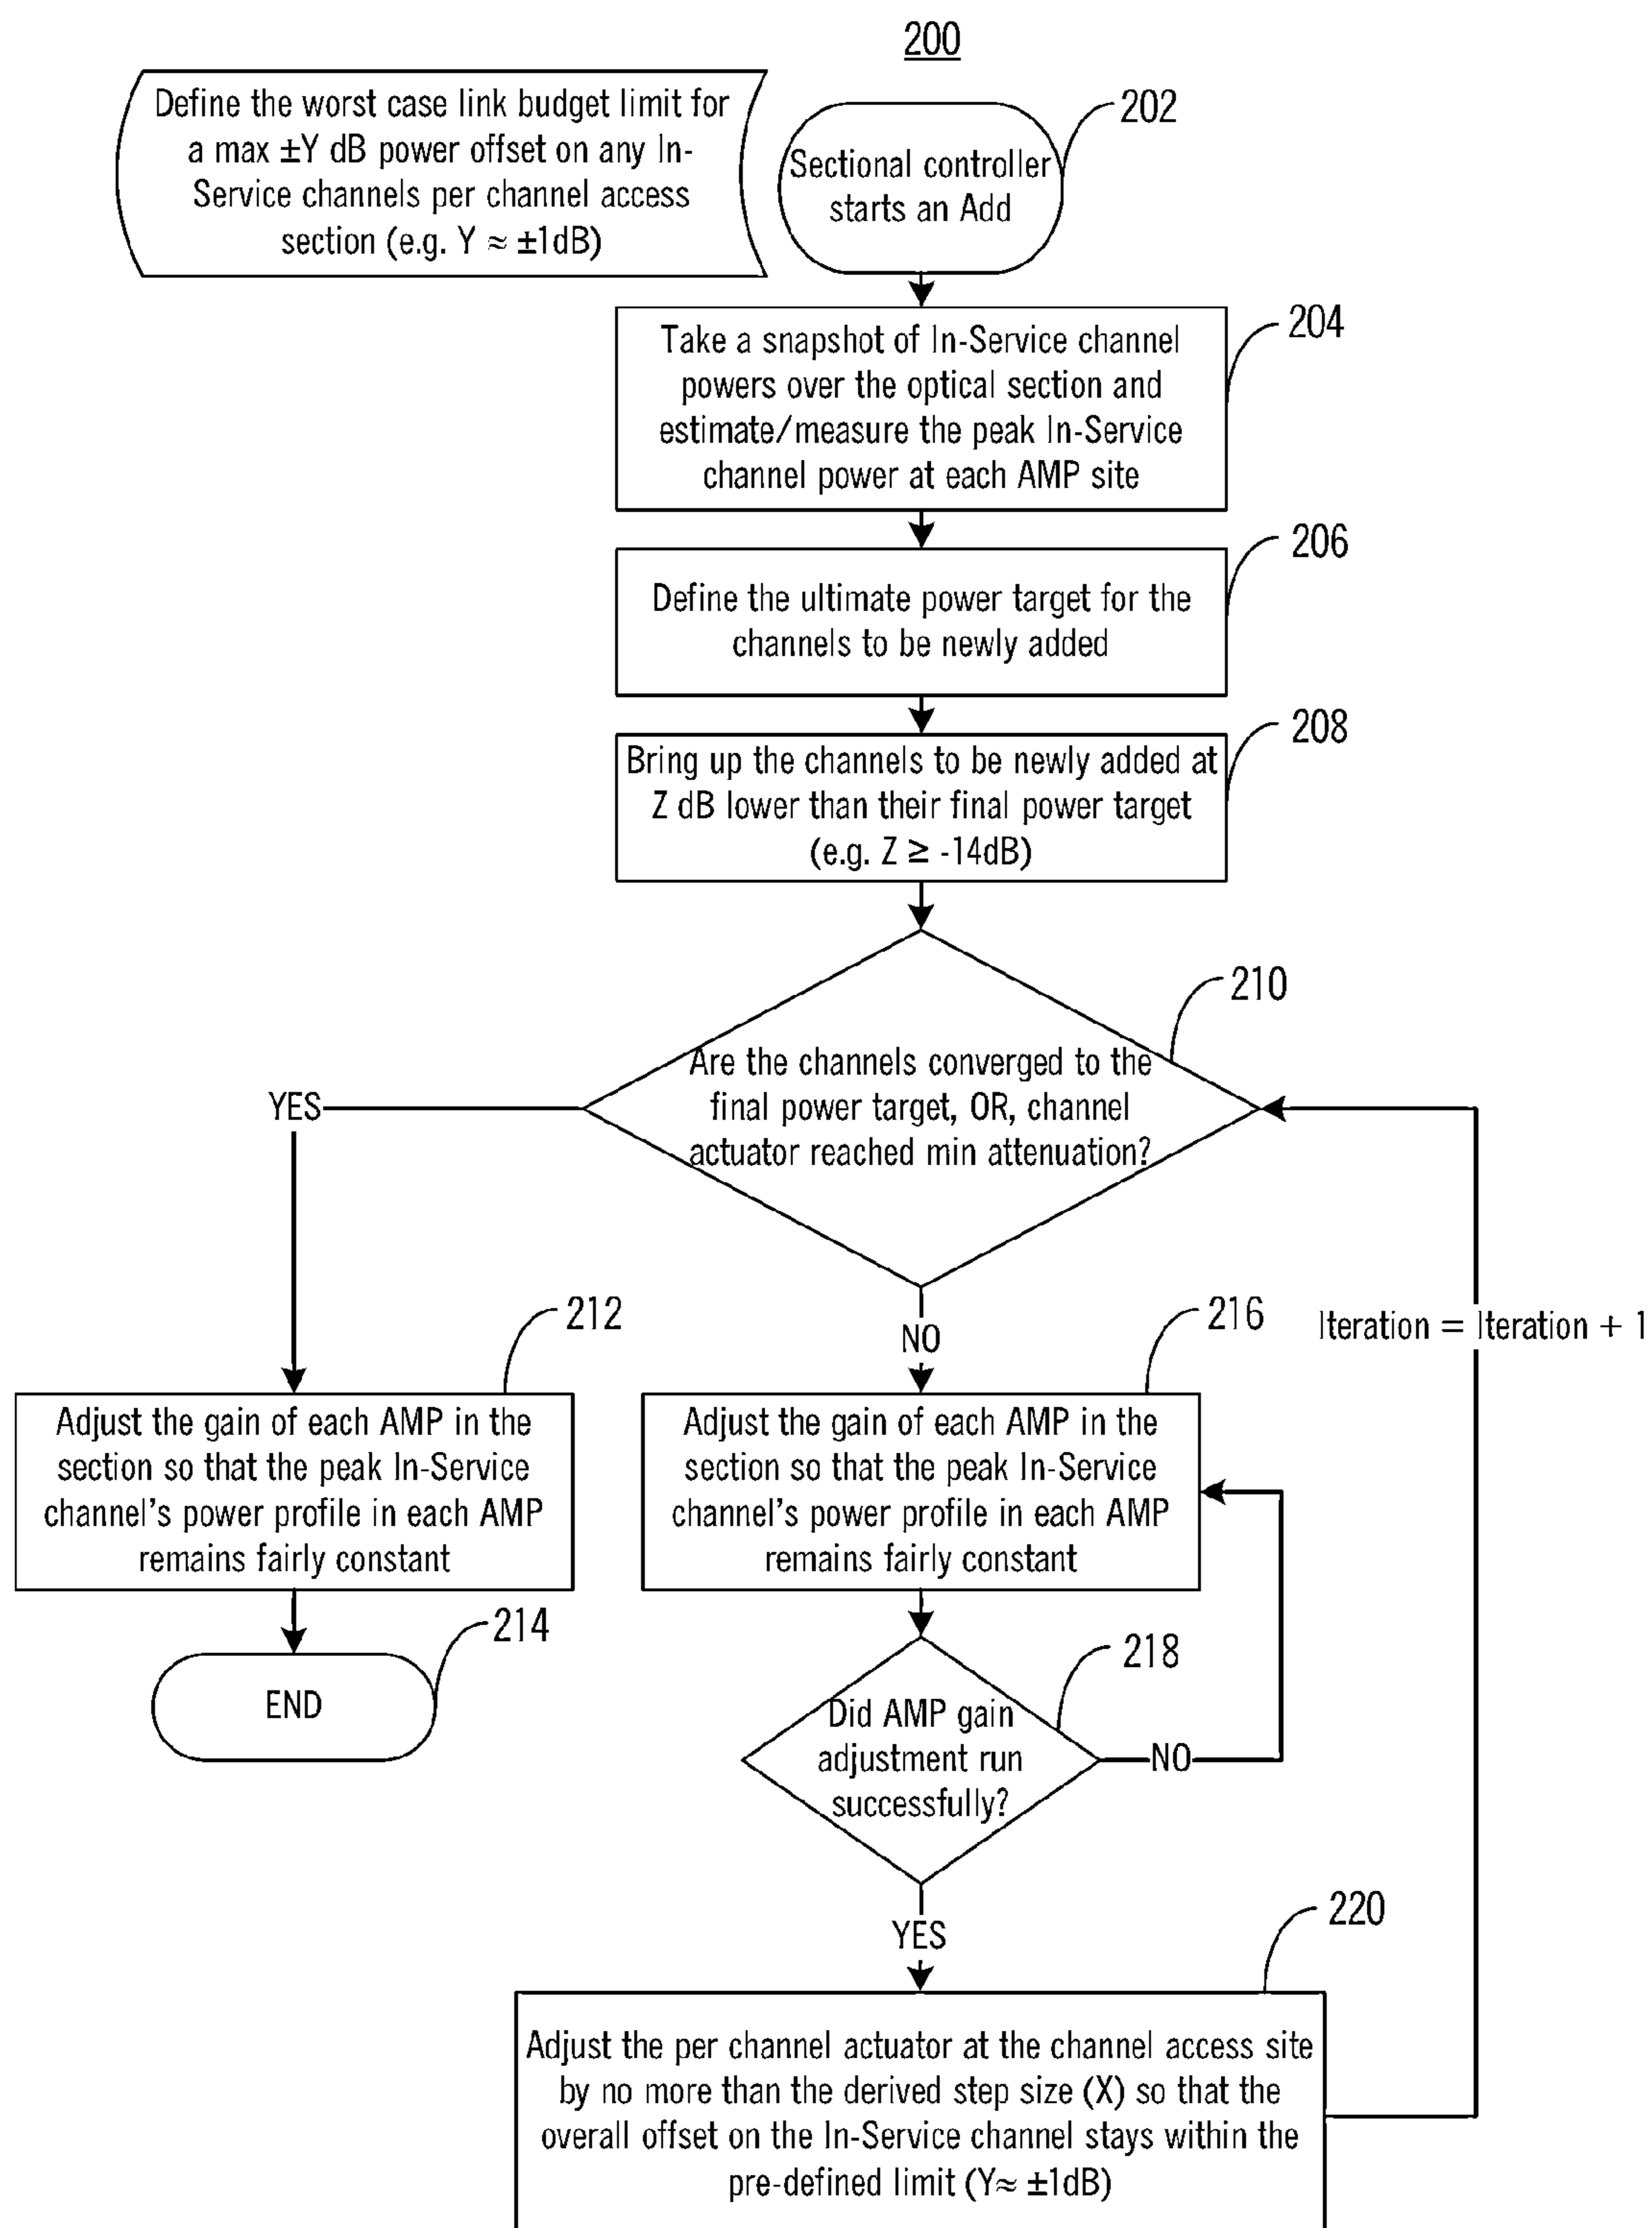 200
Define the worst case link budget limit for
a max ±Y dB power offset on any In-
Service channels per channel access
section (e.g. Y ≈ ±1dB)
202
Sectional controller
starts an Add
204
Take a snapshot of In-Service channel
powers over the optical section and
estimate/measure the peak In-Service
channel power at each AMP site
206
Define the ultimate power target for the
channels to be newly added
208
Bring up the channels to be newly added at
Z dB lower than their final power target
(e.g. Z ≥ -14dB)
210
Are the channels converged to the
final power target, OR, channel
actuator reached min attenuation?
YES
NO
Iteration = Iteration + 1
212
Adjust the gain of each AMP in the
section so that the peak In-Service
channel's power profile in each AMP
remains fairly constant
214
END
216
Adjust the gain of each AMP in the
section so that the peak In-Service
channel's power profile in each AMP
remains fairly constant
218
Did AMP gain
adjustment run
successfully?
NO
YES
220
Adjust the per channel actuator at the channel access site
by no more than the derived step size (X) so that the
overall offset on the In-Service channel stays within the
pre-defined limit (Y≈ ±1dB)